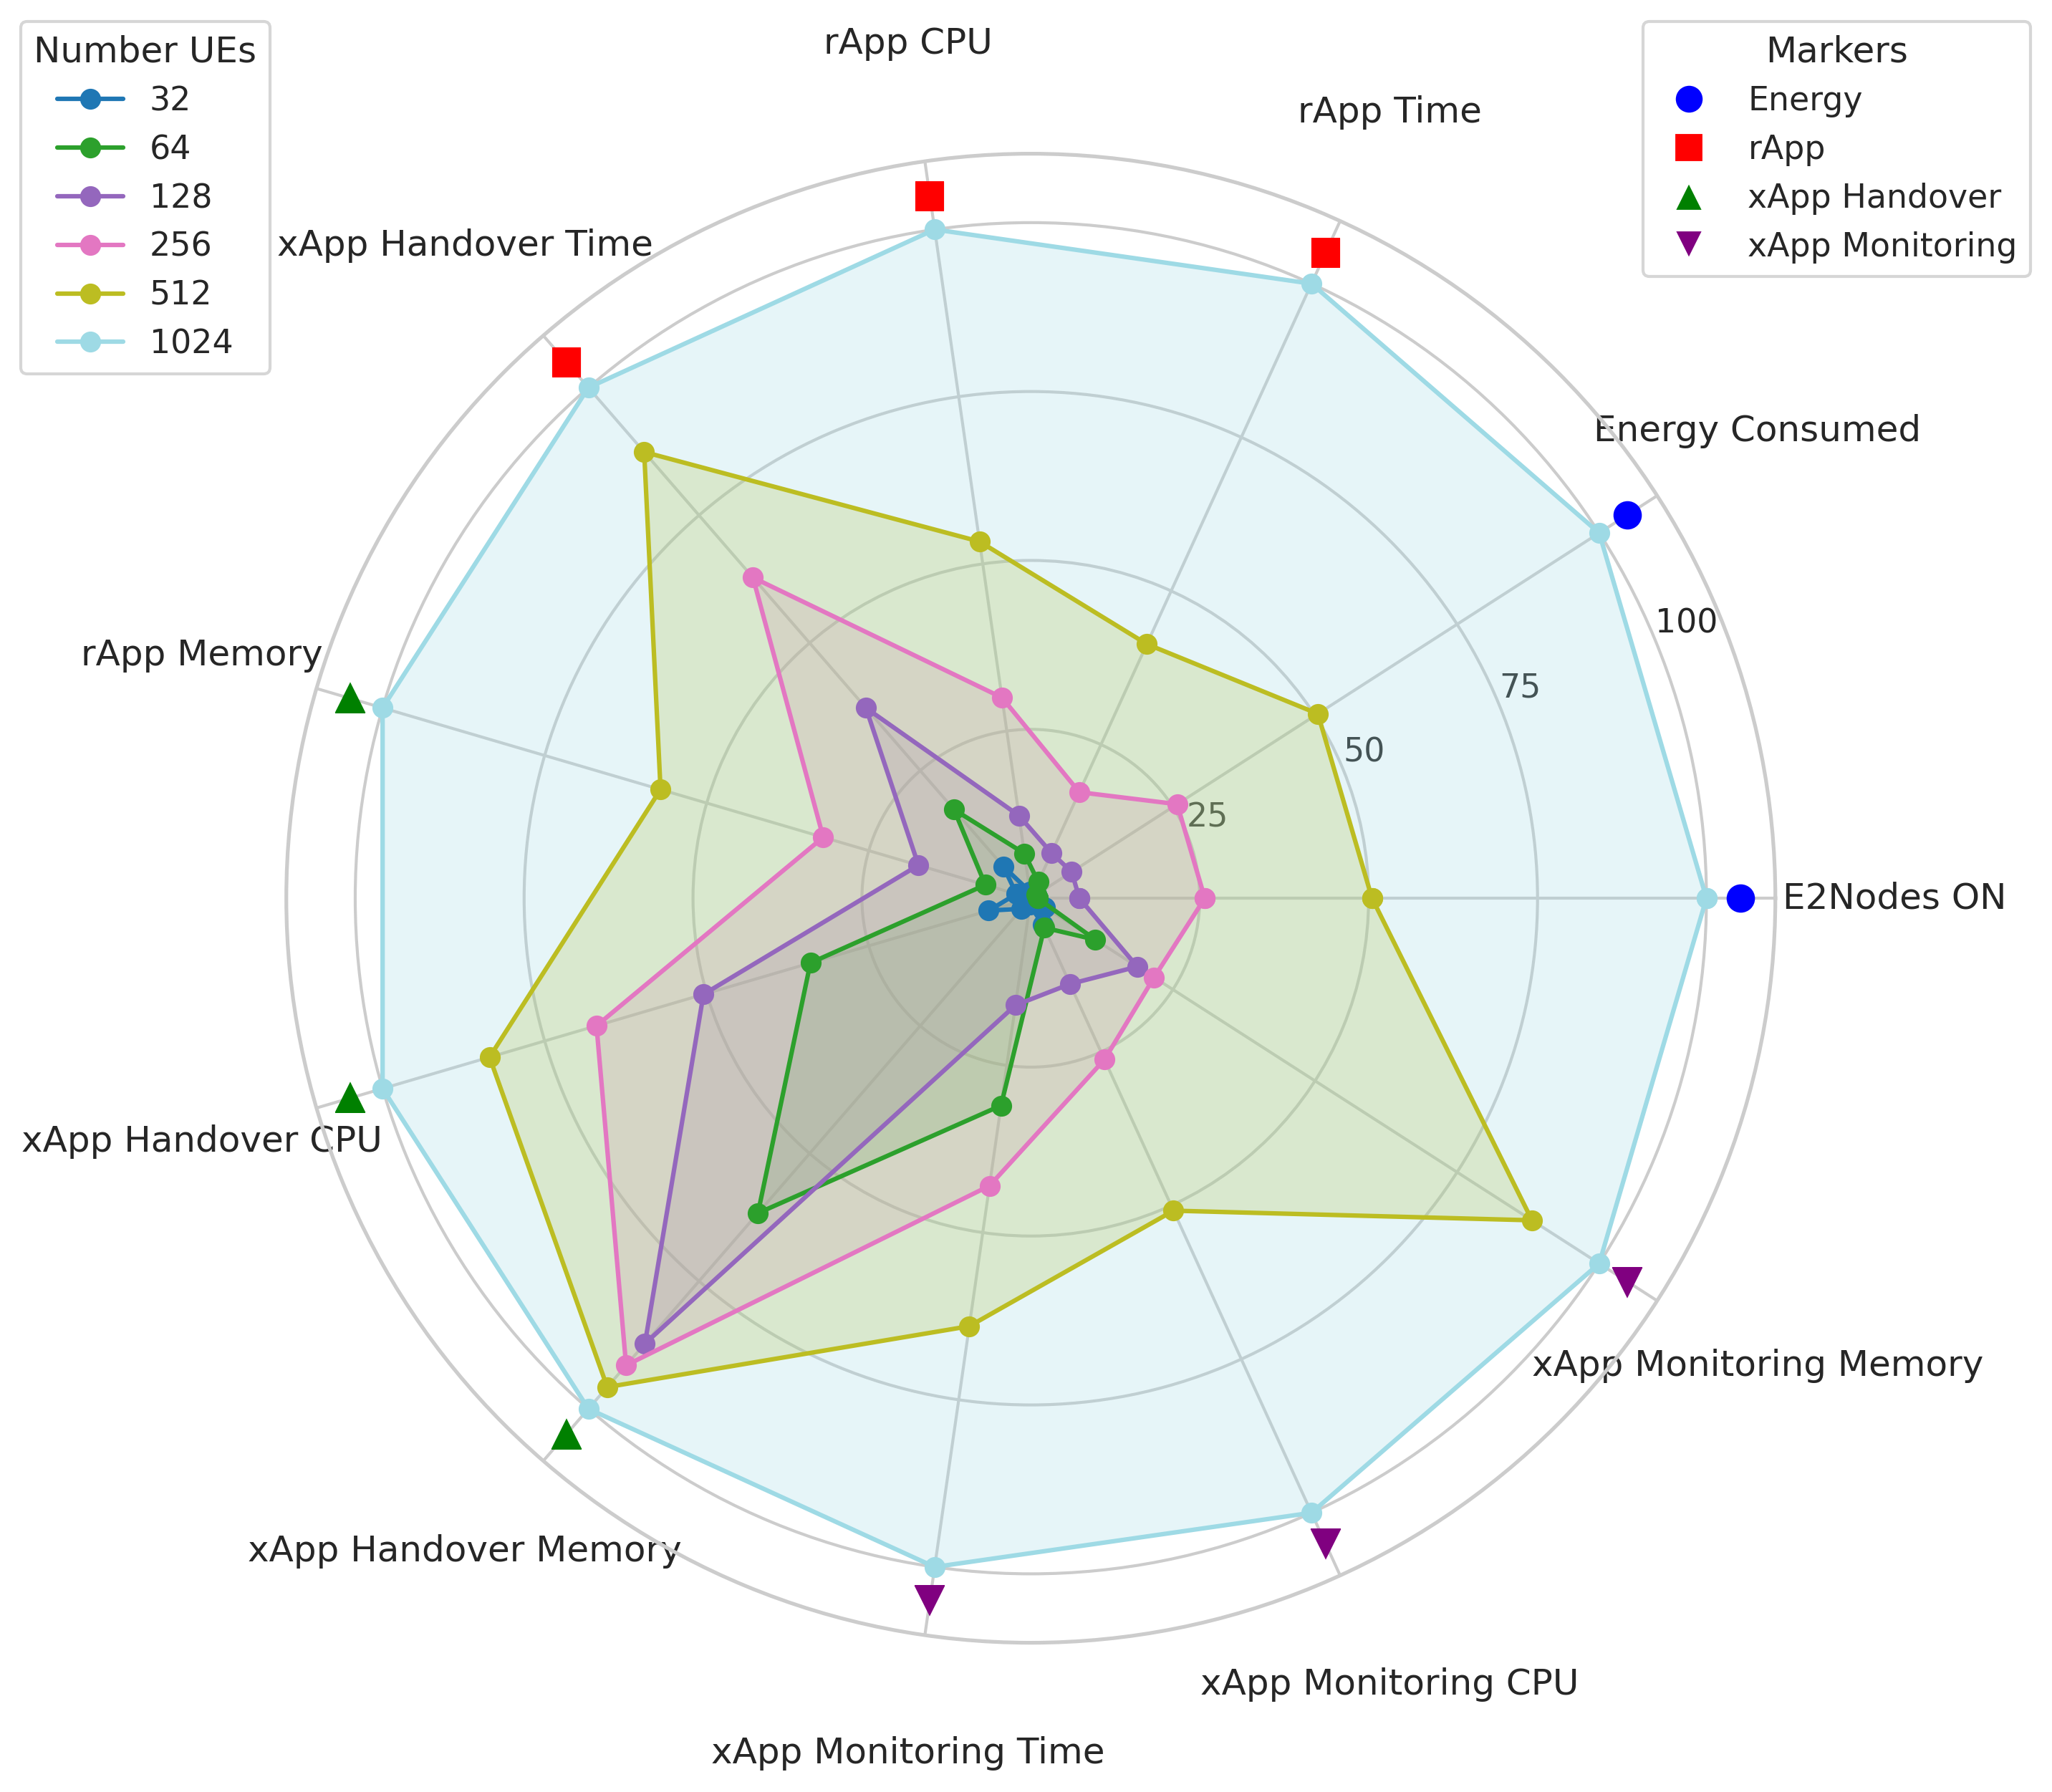 Number UEs
32
64
128
256
512
1024
Markers
Energy
rApp
xApp Handover
xApp Monitoring
rApp CPU
rApp Time
xApp Handover Time
Energy Consumed
100
rApp Memory
75
50
25
E2Nodes ON
xApp Handover CPU
xApp Monitoring Memory
xApp Handover Memory
xApp Monitoring CPU
xApp Monitoring Time